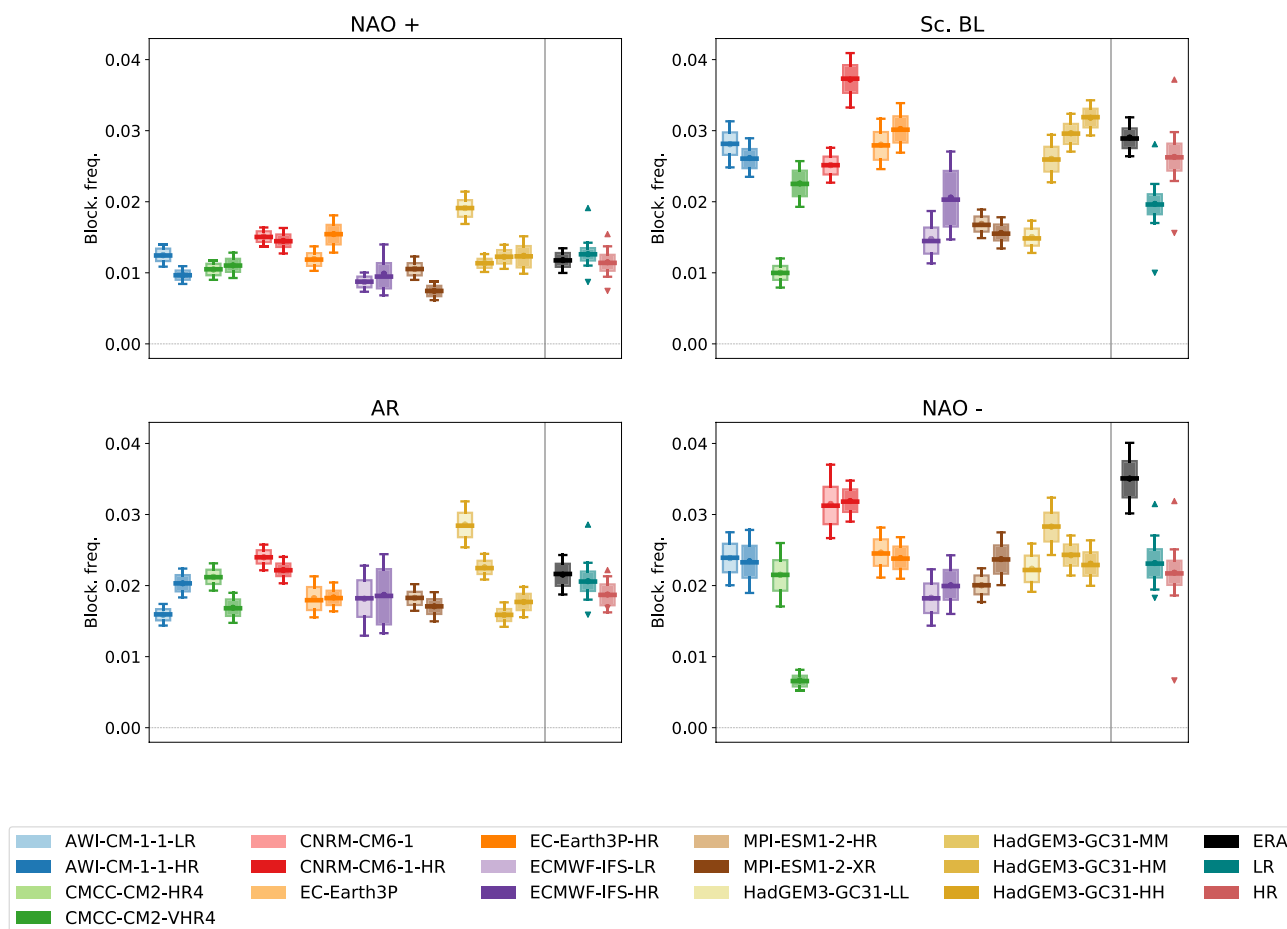 NAO +
Sc. BL
Block. freq.
0.04
0.03
0.02
0.01
0.00
Block. freq.
0.04
0.03
0.02
0.01
0.00
AR
NAO -
Block. freq.
0.04
0.03
0.02
0.01
0.00
Block. freq.
0.04
0.03
0.02
0.01
0.00
AWI-CM-1-1-LR
AWI-CM-1-1-HR
CMCC-CM2-HR4
CMCC-CM2-VHR4
CNRM-CM6-1
CNRM-CM6-1-HR
EC-Earth3P
EC-Earth3P-HR
ECMWF-IFS-LR
ECMWF-IFS-HR
MPI-ESM1-2-HR
MPI-ESM1-2-XR
HadGEM3-GC31-LL
HadGEM3-GC31-MM
HadGEM3-GC31-HM
HadGEM3-GC31-HH
ERA
LR
HR